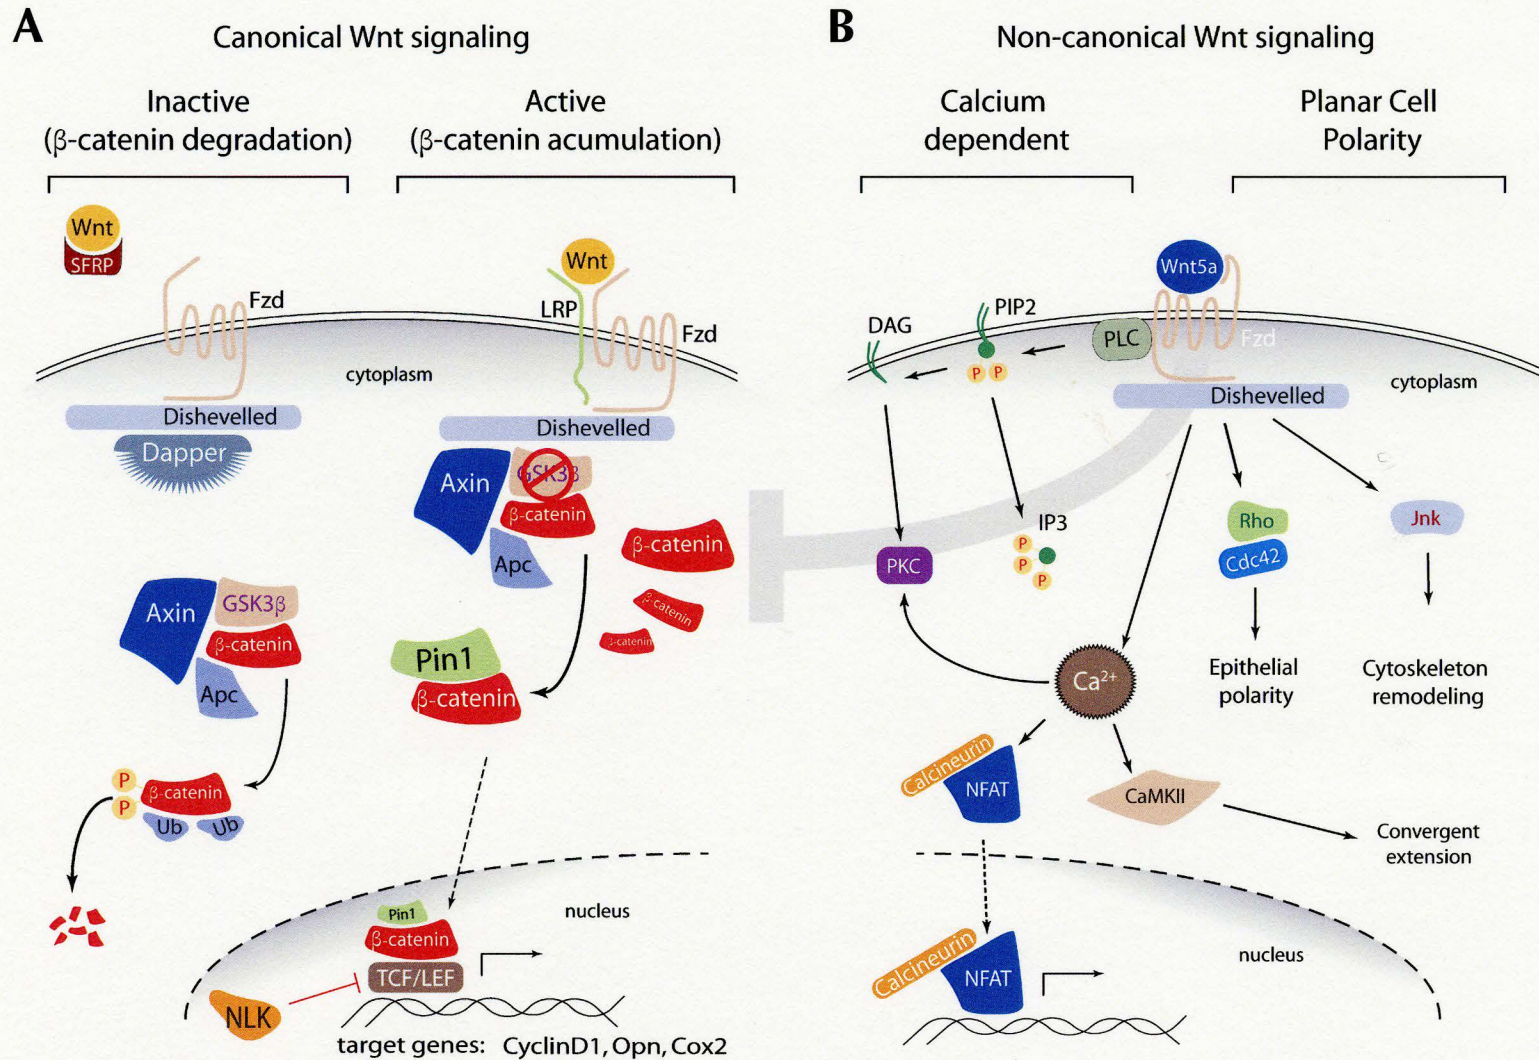 A
Canonical Wnt signaling
Inactive
(β-catenin degradation)
Active
(β-catenin acumulation)
Wnt
SFRP
Fzd
Wnt
LRP
Fzd
cytoplasm
Dishevelled
Dapper
Dishevelled
Axin
GSK3β
β-catenin
Apc
β-catenin
β-catenin
β-catenin
Axin
GSK3β
β-catenin
Apc
Pin1
β-catenin
P
P
β-catenin
Ub
Ub
nucleus
Pin1
β-catenin
TCF/LEF
NLK
target genes: CyclinD1, Opn, Cox2
B
Non-canonical Wnt signaling
Calcium
dependent
Planar Cell
Polarity
Wnt5a
PIP2
DAG
PLC
Fzd
P P
cytoplasm
Dishevelled
IP3
P
P
P
PKC
Rho
Cdc42
Jnk
Ca²⁺
Epithelial
polarity
Cytoskeleton
remodeling
Calcineurin
NFAT
CaMKII
Convergent
extension
nucleus
Calcineurin
NFAT